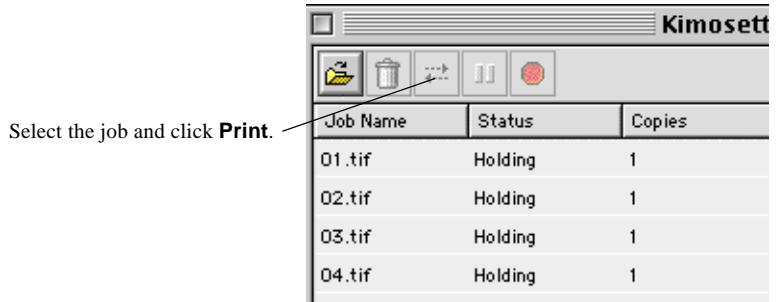 Kimosett
Select the job and click Print.
Job Name Status Copies
01.tif Holding 1
02.tif Holding 1
03.tif Holding 1
04.tif Holding 1